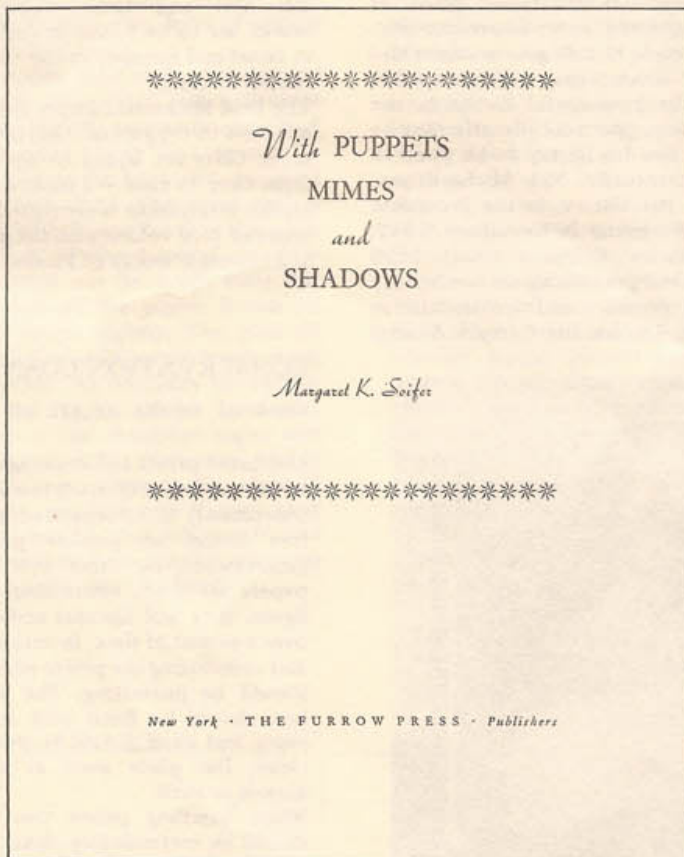 With PUPPETS
MIMES
and
SHADOWS
Margaret K. Soifer
New York · THE FURROW PRESS · Publishers